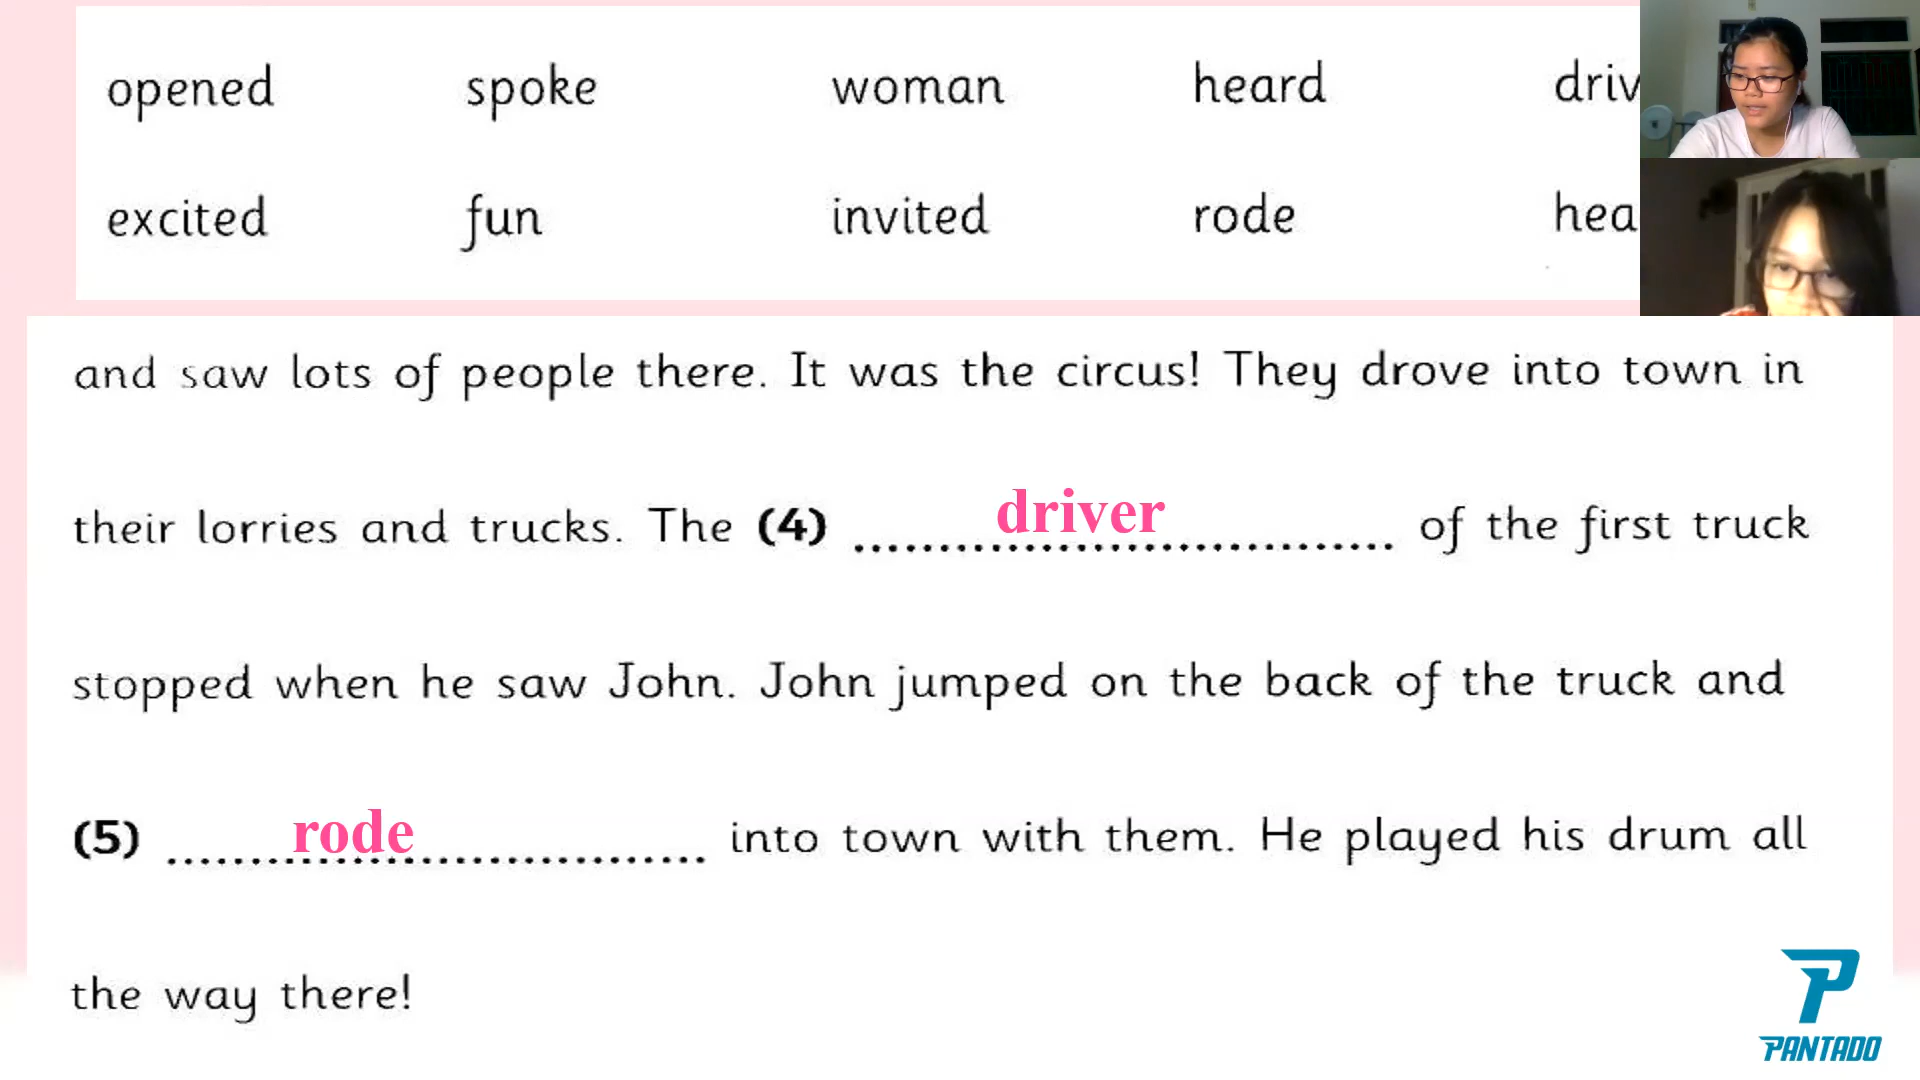 opened spoke woman heard driv
excited fun invited rode hea
and saw lots of people there. It was the circus! They drove into town in
their lorries and trucks. The (4) driver of the first truck
stopped when he saw John. John jumped on the back of the truck and
(5) rode into town with them. He played his drum all
the way there!
PANTADO